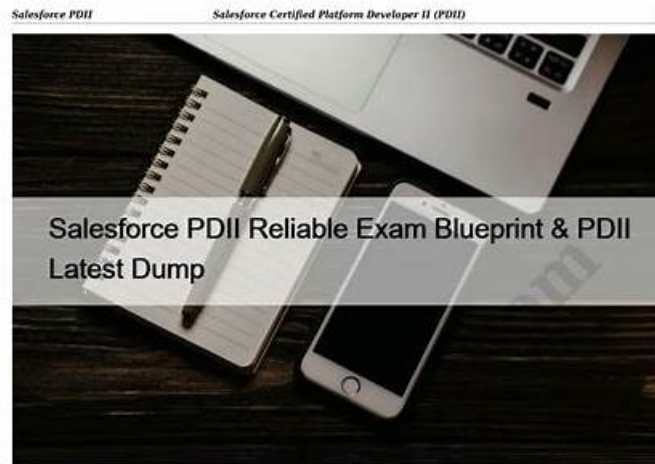 Salesforce PDII
Salesforce Certified Platform Developer II (PDII)
Salesforce PDII Reliable Exam Blueprint & PDII
Latest Dump